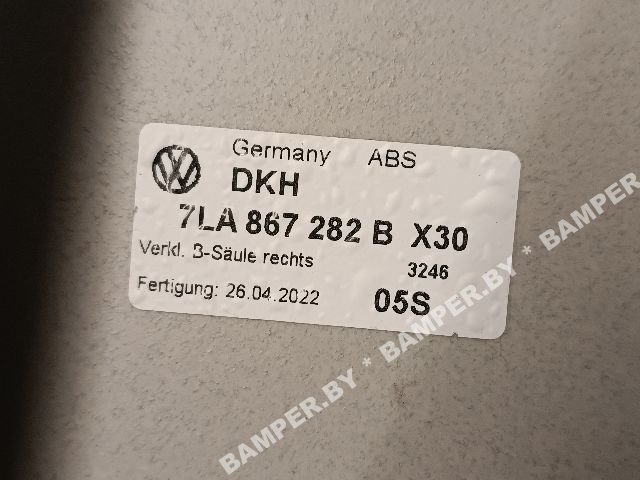 Germany ABS
DKH
7LA 867 282 B X30
Verkl. B-Säule rechts 3246
Fertigung: 26.04.2022 05S
BAMPER.BY * BAMPER.BY * BAMPER.BY